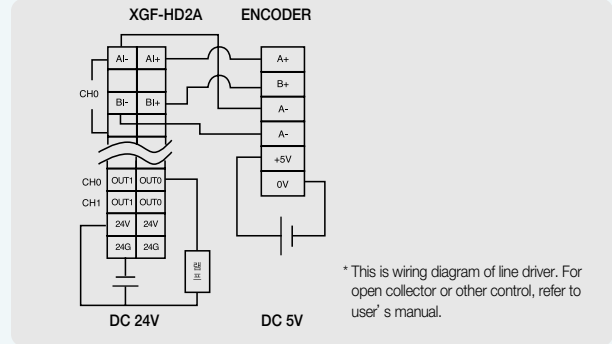 XGF-HD2A ENCODER
AI- AI+ A+
B+
CH0
BI- BI+ A-
A-
+5V
CH0 OUT1 OUT0 0V
CH1 OUT1 OUT0
24V 24V
24G 24G
램프
* This is wiring diagram of line driver. For
open collector or other control, refer to
user's manual.
DC 24V DC 5V